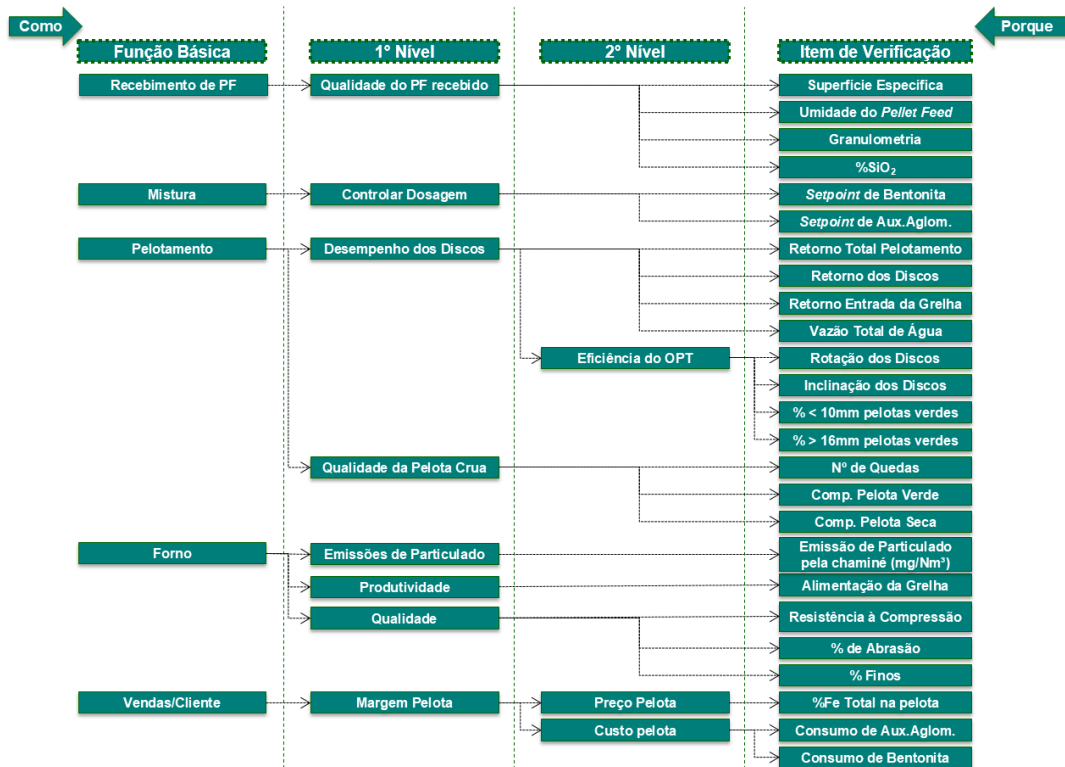 Como
Porque
Função Básica
1° Nível
2° Nível
Item de Verificação
Recebimento de PF
Qualidade do PF recebido
Superficie Especifica
Umidade do Pellet Feed
Granulometria
%SiO₂
Mistura
Controlar Dosagem
Setpoint de Bentonita
Setpoint de Aux.Aglom.
Pelotamento
Desempenho dos Discos
Retorno Total Pelotamento
Retorno dos Discos
Retorno Entrada da Grelha
Vazão Total de Água
Eficiência do OPT
Rotação dos Discos
Inclinação dos Discos
% < 10mm pelotas verdes
% > 16mm pelotas verdes
Qualidade da Pelota Crua
Nº de Quedas
Comp. Pelota Verde
Comp. Pelota Seca
Forno
Emissões de Particulado
Emissão de Particulado
pela chaminé (mg/Nm³)
Produtividade
Alimentação da Grelha
Qualidade
Resistência à Compressão
% de Abrasão
% Finos
Vendas/Cliente
Margem Pelota
Preço Pelota
%Fe Total na pelota
Custo pelota
Consumo de Aux.Aglom.
Consumo de Bentonita